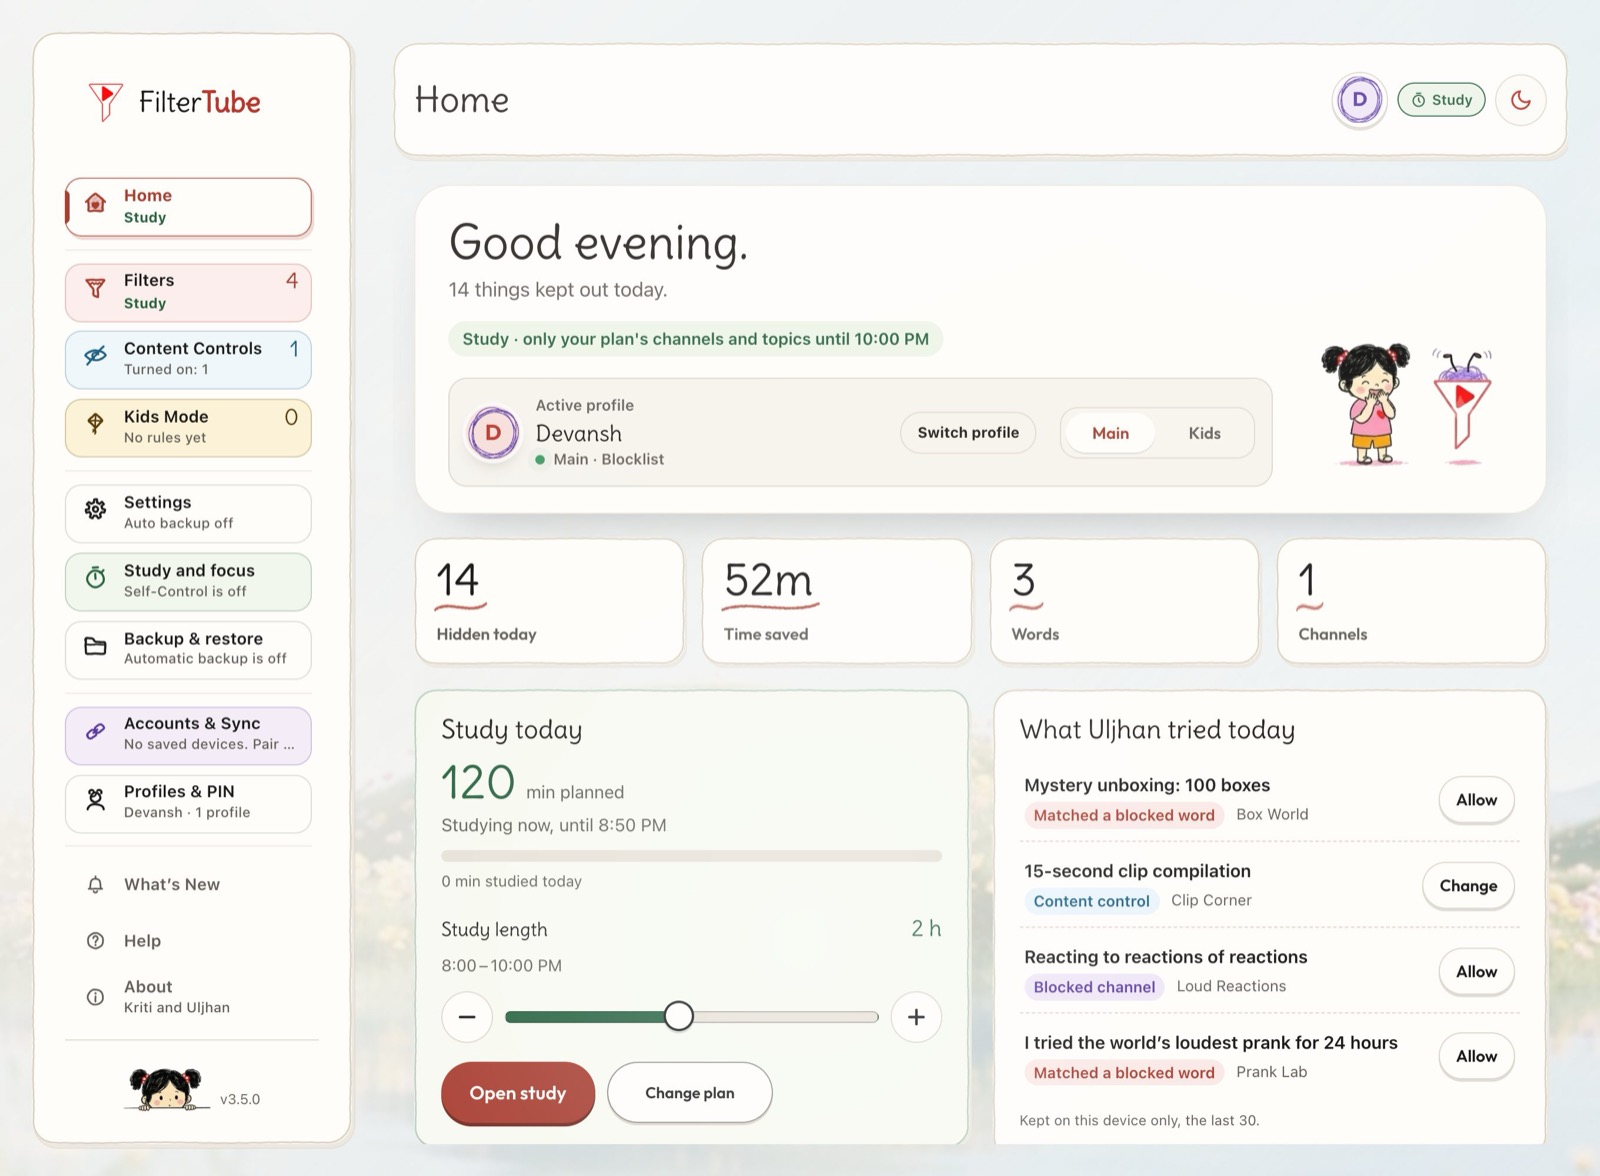 FilterTube
Home
Study
Filters
4
Study
Content Controls
1
Turned on: 1
Kids Mode
0
No rules yet
Settings
Auto backup off
Study and focus
Self-Control is off
Backup & restore
Automatic backup is off
Accounts & Sync
No saved devices. Pair ...
Profiles & PIN
Devansh · 1 profile
What's New
Help
About
Kriti and Uljhan
v3.5.0
Home
D
Study
Good evening.
14 things kept out today.
Study · only your plan's channels and topics until 10:00 PM
D
Active profile
Devansh
Main · Blocklist
Switch profile
Main
Kids
14
Hidden today
52m
Time saved
3
Words
1
Channels
Study today
120 min planned
Studying now, until 8:50 PM
0 min studied today
Study length
2 h
8:00–10:00 PM
Open study
Change plan
What Uljhan tried today
Mystery unboxing: 100 boxes
Matched a blocked word Box World
Allow
15-second clip compilation
Content control Clip Corner
Change
Reacting to reactions of reactions
Blocked channel Loud Reactions
Allow
I tried the world’s loudest prank for 24 hours
Matched a blocked word Prank Lab
Allow
Kept on this device only, the last 30.